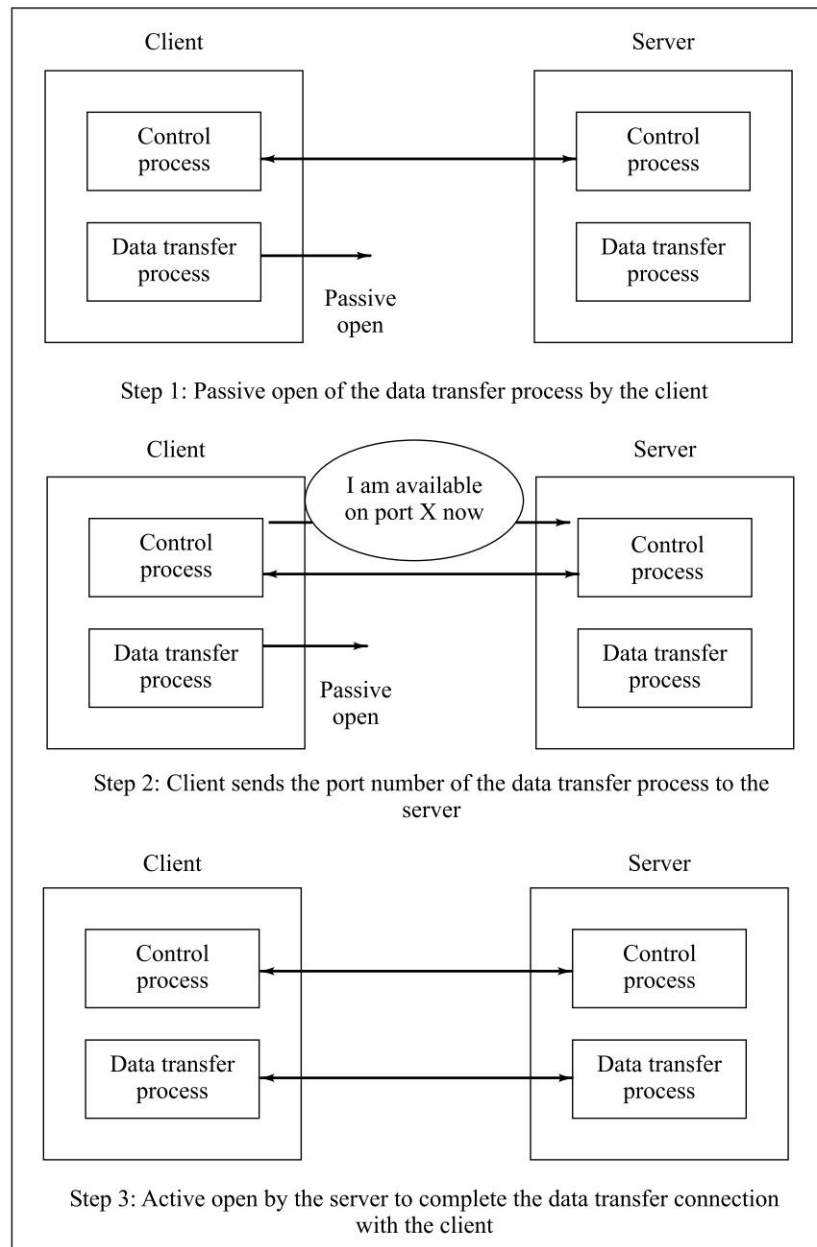 Client Server
Control
process
Control
process
Data transfer
process
Data transfer
process
Passive
open
Step 1: Passive open of the data transfer process by the client
Client Server
I am available
on port X now
Control
process
Control
process
Data transfer
process
Data transfer
process
Passive
open
Step 2: Client sends the port number of the data transfer process to the
server
Client Server
Control
process
Control
process
Data transfer
process
Data transfer
process
Step 3: Active open by the server to complete the data transfer connection
with the client